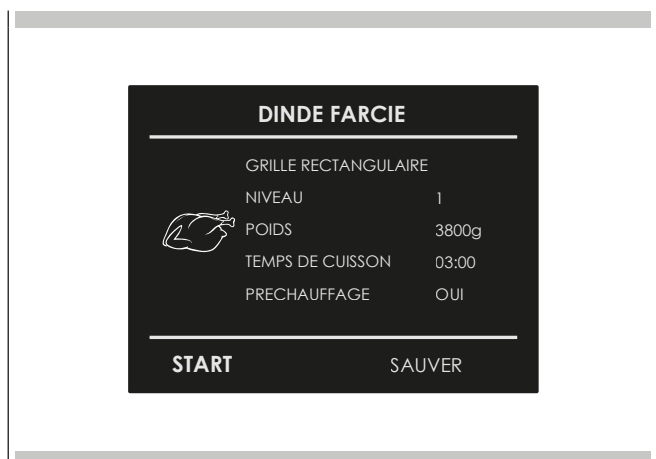 DINDE FARCIE
GRILLE RECTANGULAIRE
NIVEAU 1
POIDS 3800g
TEMPS DE CUISSON 03:00
PRECHAUFFAGE OUI
START SAUVER